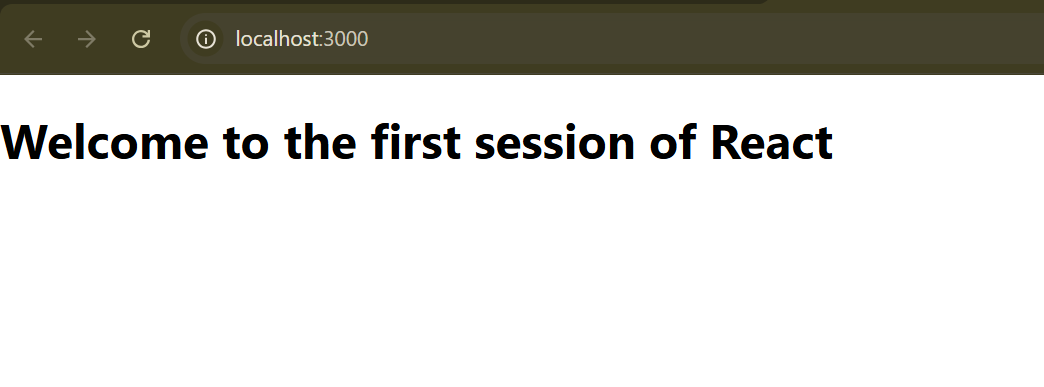 localhost:3000
Welcome to the first session of React